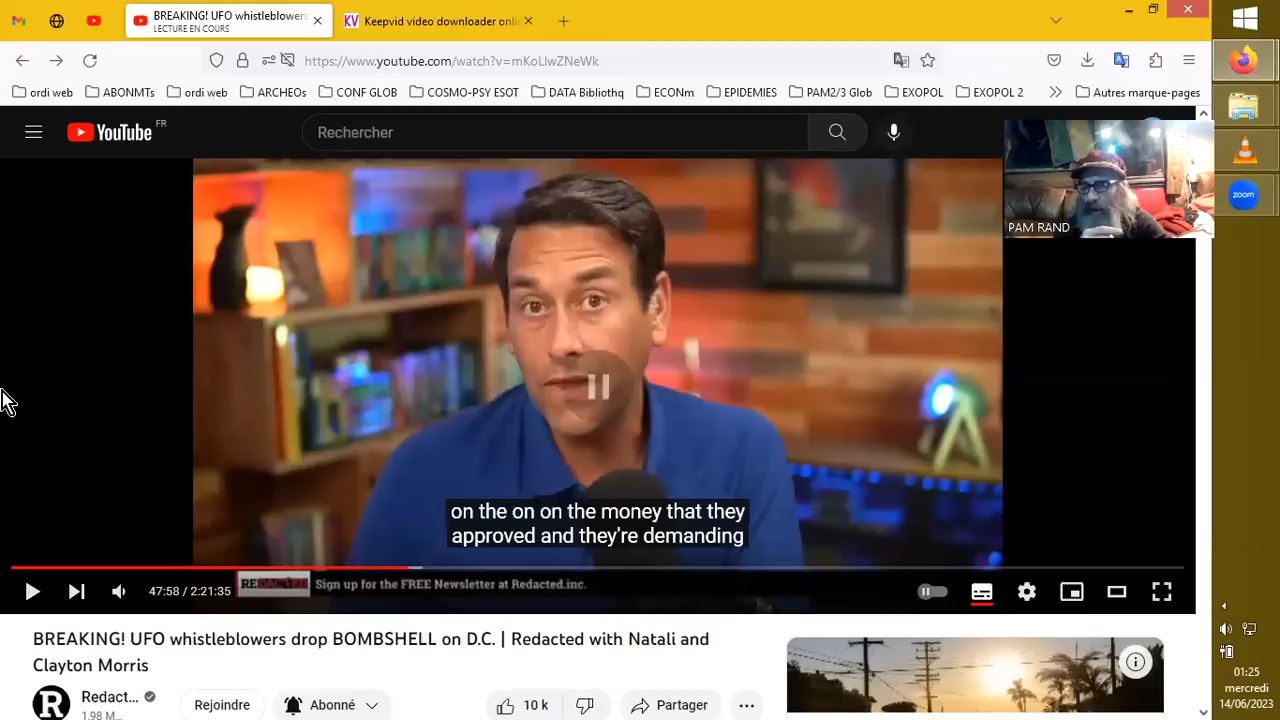 BREAKING! UFO whistleblowers
LECTURE EN COURS
KV Keepvid video downloader onli
https://www.youtube.com/watch?v=mKoLlwZNeWk
ordi web
ABONMTs
ordi web
ARCHEOs
CONF GLOB
COSMO-PSY ESOT
DATA Bibliothq
ECONm
EPIDEMIES
PAM2/3 Glob
EXOPOL
EXOPOL 2
Autres marque-pages
YouTube FR
Rechercher
PAM RAND
zoom
on the on on the money that they
approved and they're demanding
REDACTED Sign up for the FREE Newsletter at Redacted.inc.
47:58 / 2:21:35
BREAKING! UFO whistleblowers drop BOMBSHELL on D.C. | Redacted with Natali and
Clayton Morris
R
Redact...
1,98 M...
Rejoindre
Abonné
10 k
Partager
01:25
mercredi
14/06/2023